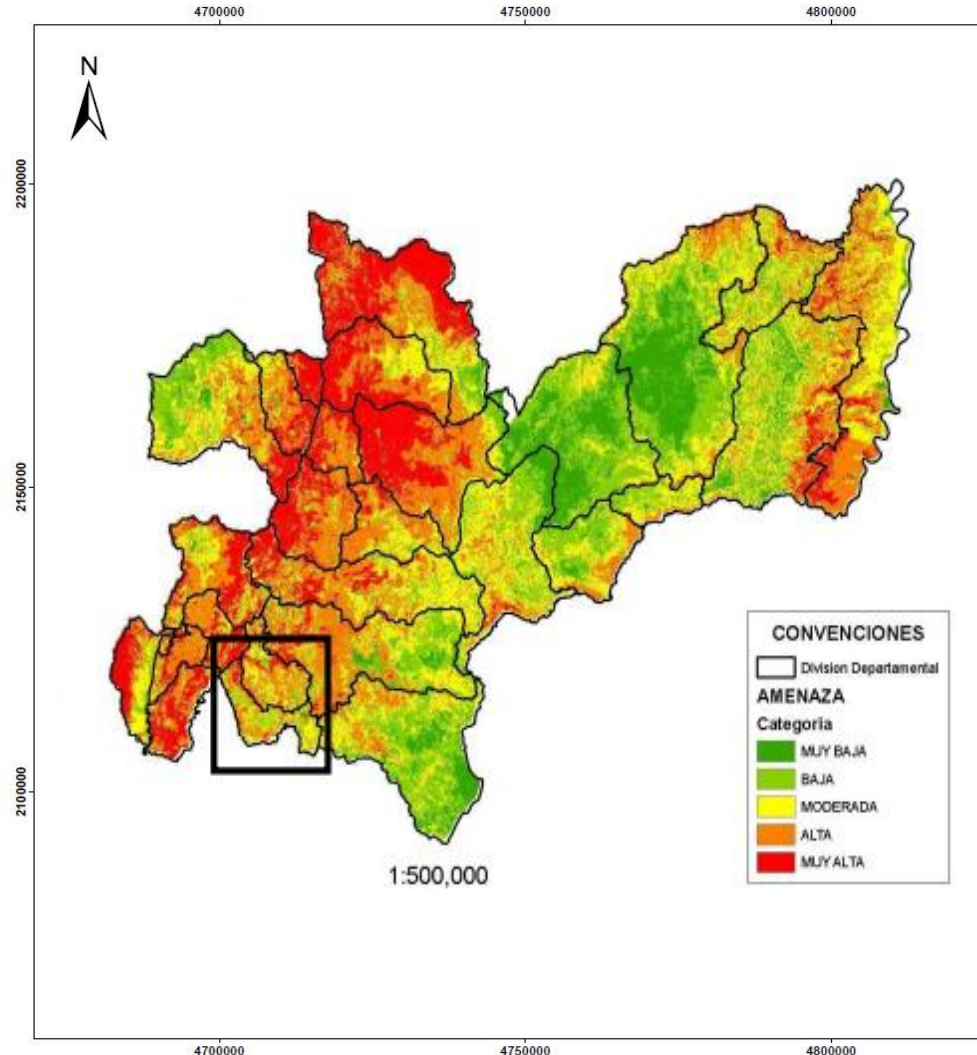 4700000
4750000
4800000
N
2200000
2150000
2100000
CONVENCIONES
Division Departamental
AMENAZA
Categoria
MUY BAJA
BAJA
MODERADA
ALTA
MUY ALTA
1:500,000
4700000
4750000
4800000